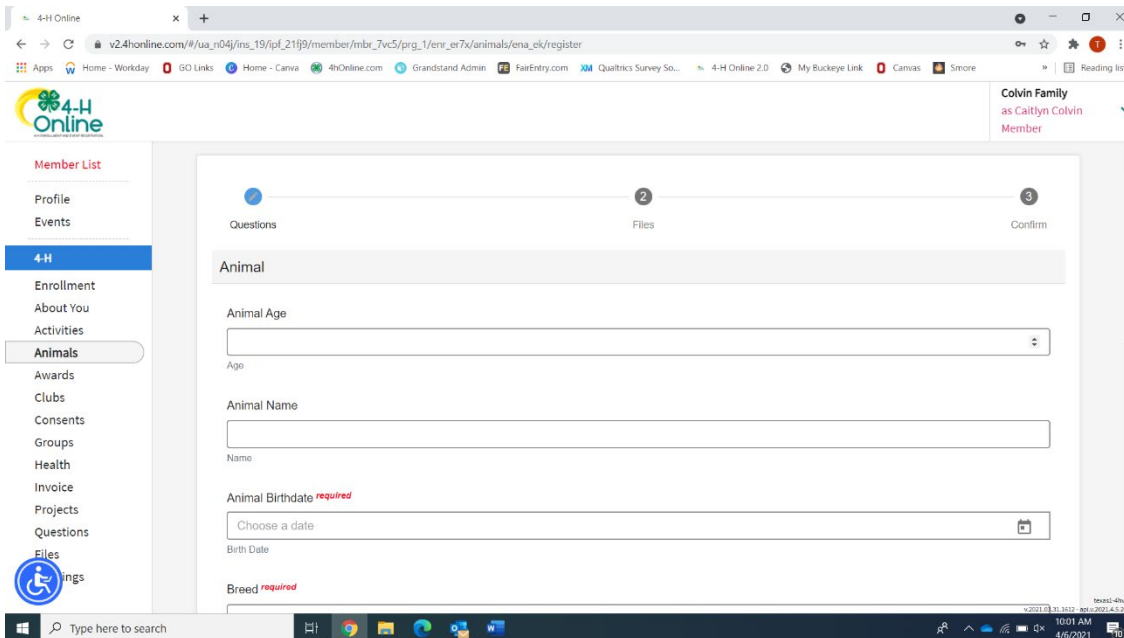 4-H Online
v2.4honline.com/#/ua_n04j/ins_19/ipf_21fj9/member/mbr_7vc5/prg_1/enr_er7x/animals/ena_ek/register
T
Apps Home - Workday GO Links Home - Canva 4hOnline.com Grandstand Admin FE FairEntry.com XM Qualtrics Survey So... 4-H Online 2.0 My Buckeye Link Canvas Smore » Reading lis
4-H
Online
Colvin Family
as Caitlyn Colvin
Member
Member List
Profile
Events
4-H
Enrollment
About You
Activities
Animals
Awards
Clubs
Consents
Groups
Health
Invoice
Projects
Questions
Files
ings
2 3
Questions Files Confirm
Animal
Animal Age
Age
Animal Name
Name
Animal Birthdate required
Choose a date
Birth Date
Breed required
Type here to search
10:01 AM
4/6/2021